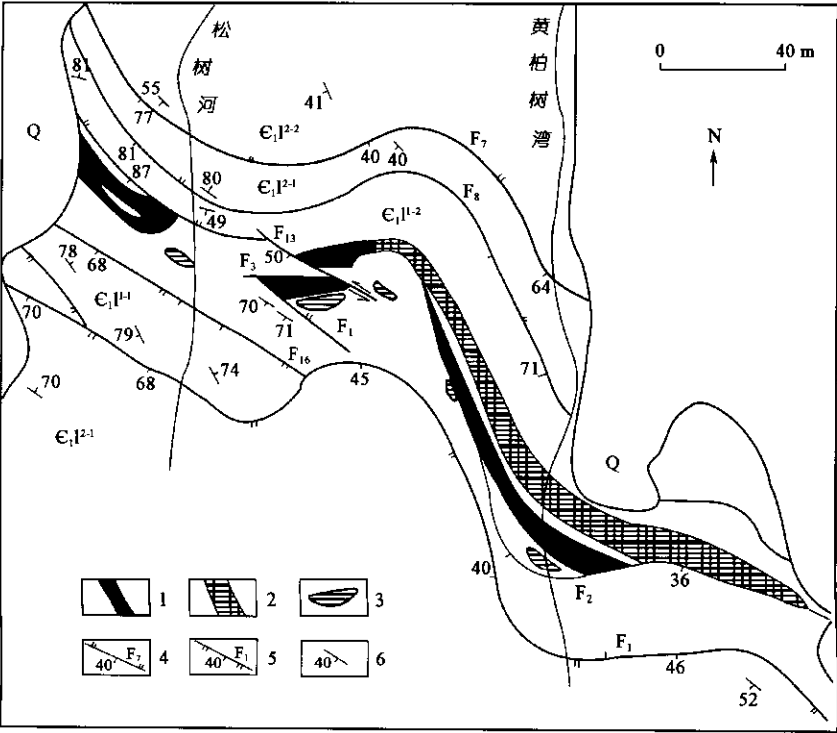 松树河
黄柏树湾
0 40 m
N
Q
81
55
77
41
Є₁l²⁻²
40
40
F₇
81
87
80
Є₁l²⁻¹
F₈
49
Є₁l¹⁻²
F₁₃
50
F₃
78
68
64
Є₁l¹⁻¹
70
70
71
F₁
79
F₁₆
71
70
68
74
45
Є₁l²⁻¹
Q
40
36
F₂
F₁
46
52
1
2
3
40 F₇ 4
40 F₁ 5
40 6